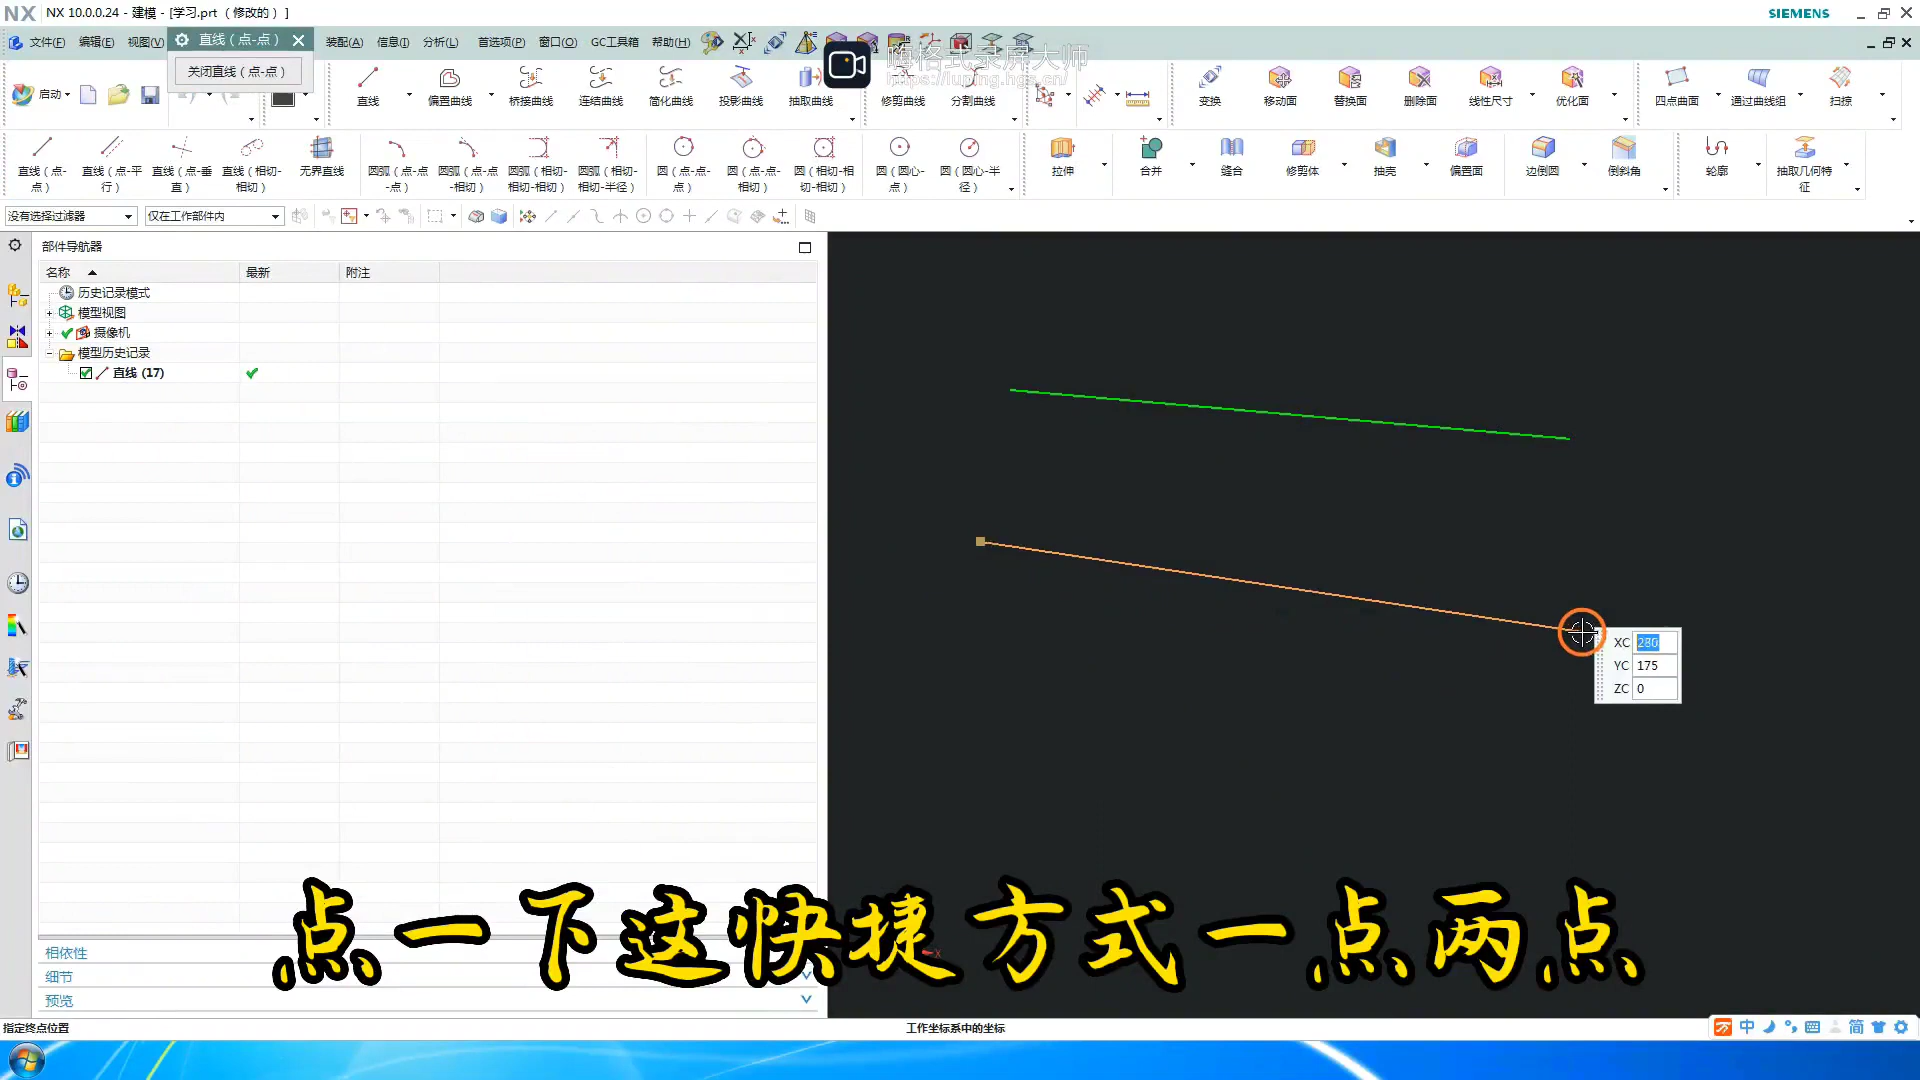 NX 10.0.0.24 - 建模 - [学习.prt （修改的） ]
SIEMENS
文件(F) 编辑(E) 视图(V) 直线（点-点） 装配(A) 信息(I) 分析(L) 首选项(P) 窗口(O) GC工具箱 帮助(H)
嗨格式录屏大师
https://luping.hgs.cn/
关闭直线（点-点）
启动 直线 偏置曲线 桥接曲线 连结曲线 简化曲线 投影曲线 抽取曲线 修剪曲线 分割曲线 变换 移动面 替换面 删除面 线性尺寸 优化面 四点曲面 通过曲线组 扫掠
直线（点-点） 直线（点-平行） 直线（点-垂直） 直线（相切-相切） 无界直线 圆弧（点-点-点） 圆弧（点-点-相切） 圆弧（相切-相切-相切） 圆弧（相切-相切-半径） 圆（点-点-点） 圆（点-点-相切） 圆（相切-相切-相切） 圆（圆心-点） 圆（圆心-半径） 拉伸 合并 缝合 修剪体 抽壳 偏置面 边倒圆 倒斜角 轮廓 抽取几何特征
没有选择过滤器 仅在工作部件内
部件导航器
名称 最新 附注
历史记录模式
模型视图
摄像机
模型历史记录
直线 (17)
XC 280
YC 175
ZC 0
点一下这快捷方式一点两点
相依性
细节
预览
指定终点位置
工作坐标系中的坐标
中 简